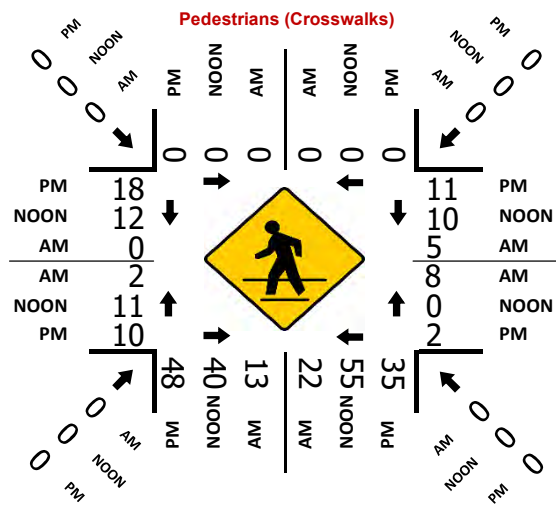 Pedestrians (Crosswalks)
0 PM
0 NOON
0 AM
PM NOON AM AM NOON PM
0 0 0 0 0 0
PM 0
NOON 0
AM 0
PM 18 11 PM
NOON 12 10 NOON
AM 0 5 AM
AM 2 8 AM
NOON 11 0 NOON
PM 10 2 PM
48 40 13 22 55 35
PM NOON AM AM NOON PM
0 AM
0 NOON
0 PM
AM 0
NOON 0
PM 0